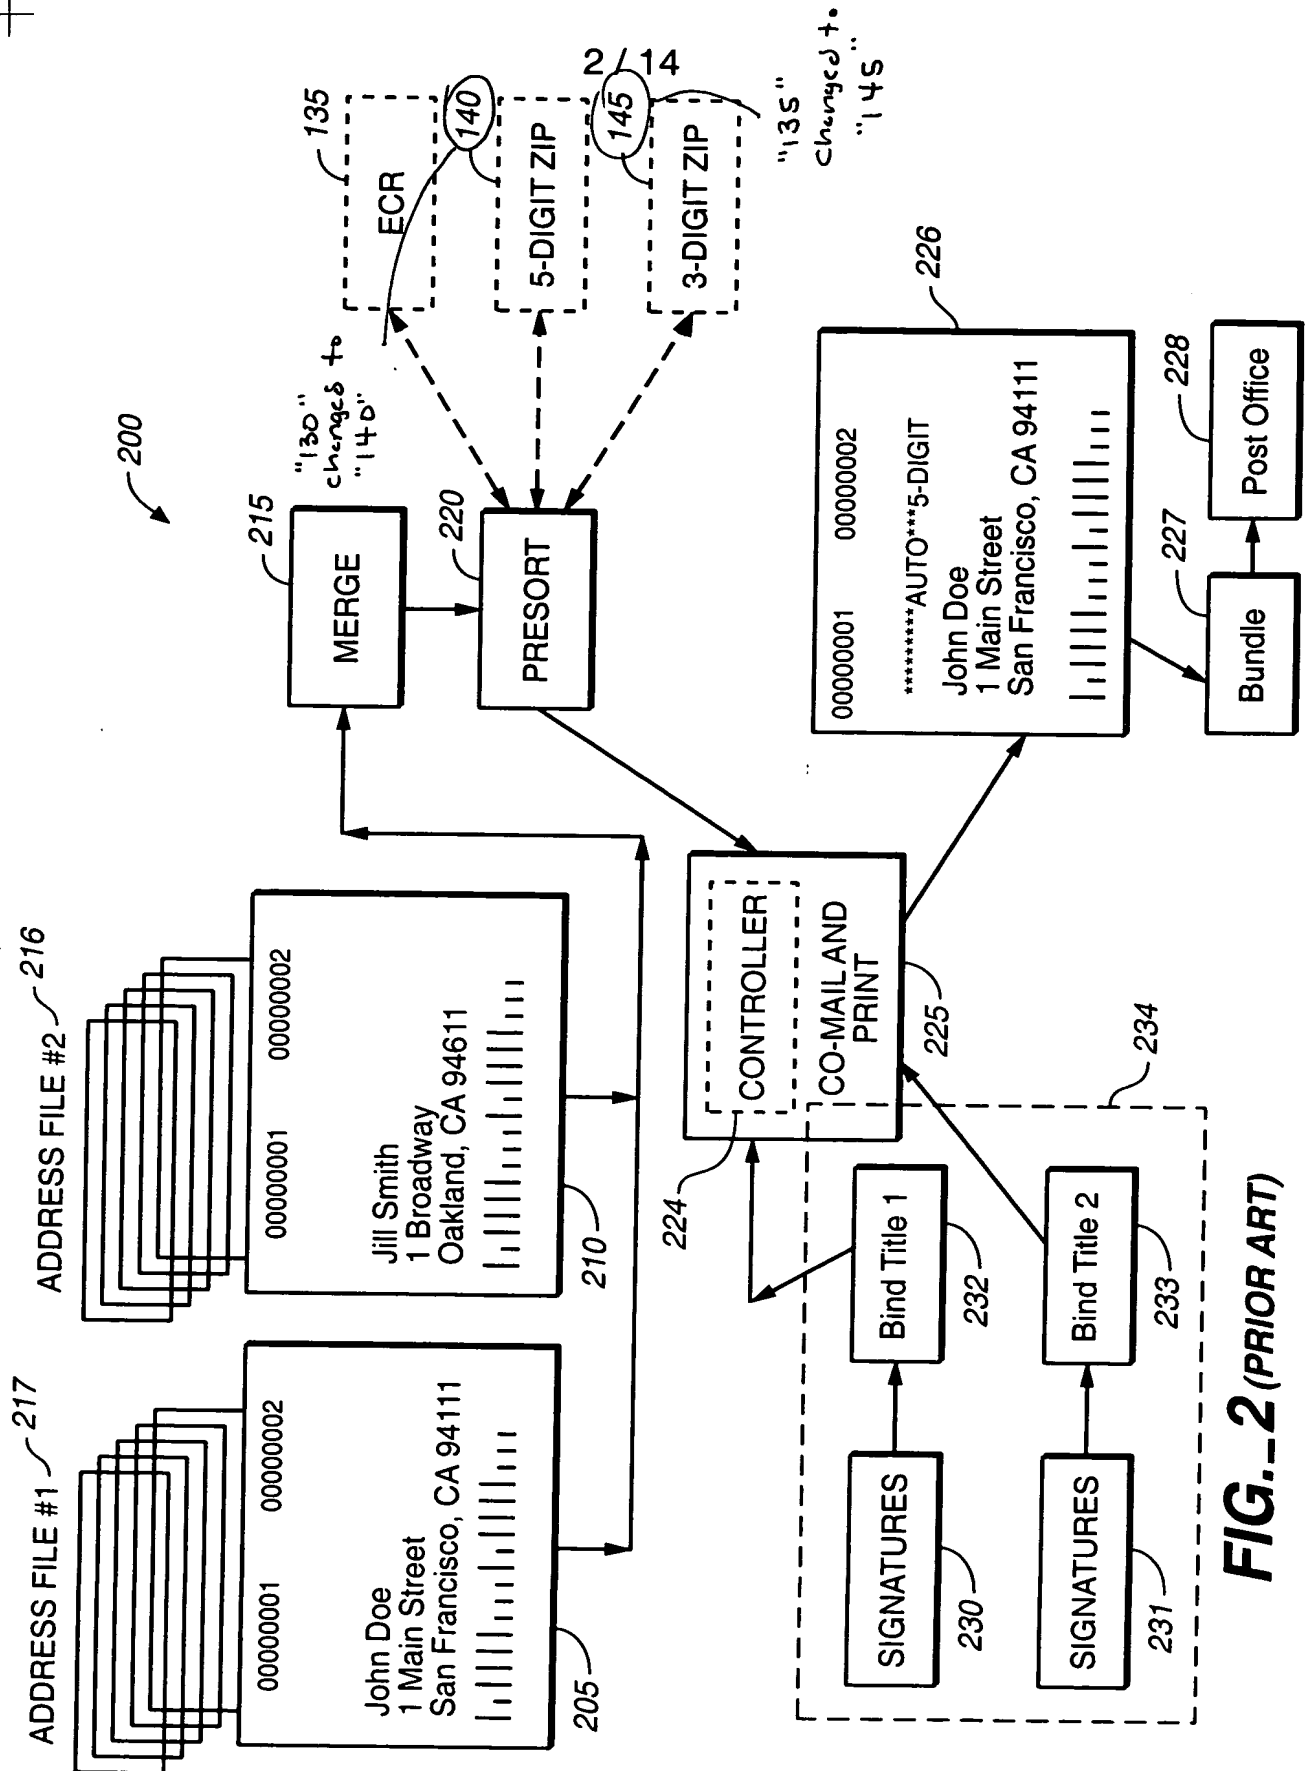 2 / 14
200
ADDRESS FILE #1
217
00000001
00000002
John Doe
1 Main Street
San Francisco, CA 94111
205
ADDRESS FILE #2
216
00000001
00000002
Jill Smith
1 Broadway
Oakland, CA 94611
210
215
MERGE
220
PRESORT
"130"
changed to
"140"
135
ECR
140
5-DIGIT ZIP
145
3-DIGIT ZIP
"135"
changed to
"145"
CONTROLLER
CO-MAIL AND
PRINT
224
225
226
00000001
00000002
*********AUTO***5-DIGIT
John Doe
1 Main Street
San Francisco, CA 94111
Bundle
227
Post Office
228
234
SIGNATURES
230
Bind Title 1
232
SIGNATURES
231
Bind Title 2
233
FIG._2 (PRIOR ART)